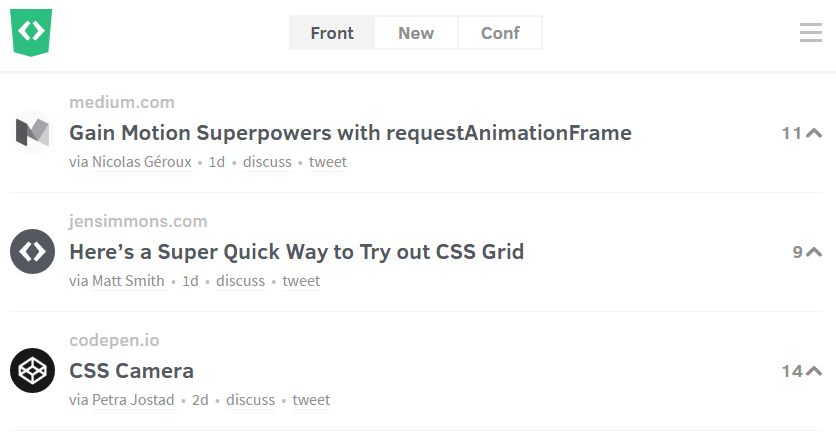 Front New Conf
medium.com
Gain Motion Superpowers with requestAnimationFrame
11
via Nicolas Géroux • 1d • discuss • tweet
jensimmons.com
Here’s a Super Quick Way to Try out CSS Grid
9
via Matt Smith • 1d • discuss • tweet
codepen.io
CSS Camera
14
via Petra Jostad • 2d • discuss • tweet